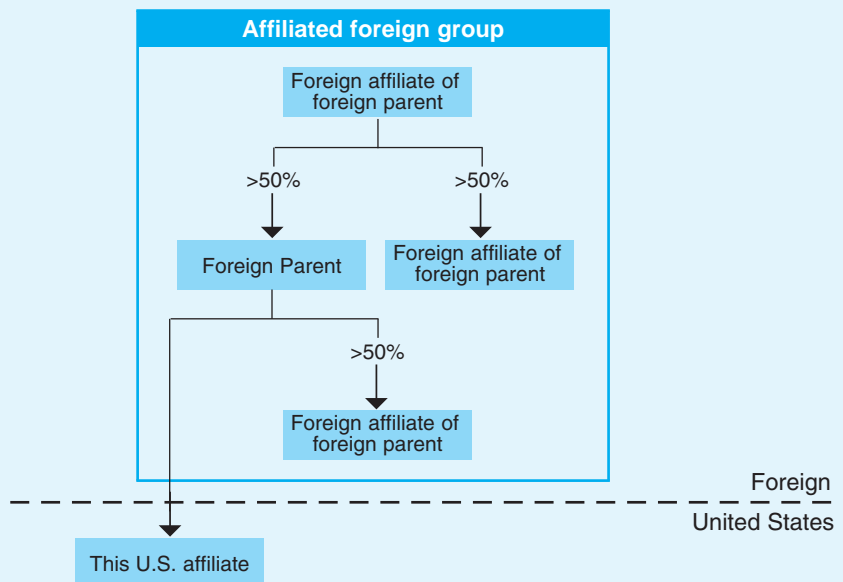 Affiliated foreign group
Foreign affiliate of
foreign parent
>50%
>50%
Foreign Parent
Foreign affiliate of
foreign parent
>50%
Foreign affiliate of
foreign parent
Foreign
United States
This U.S. affiliate